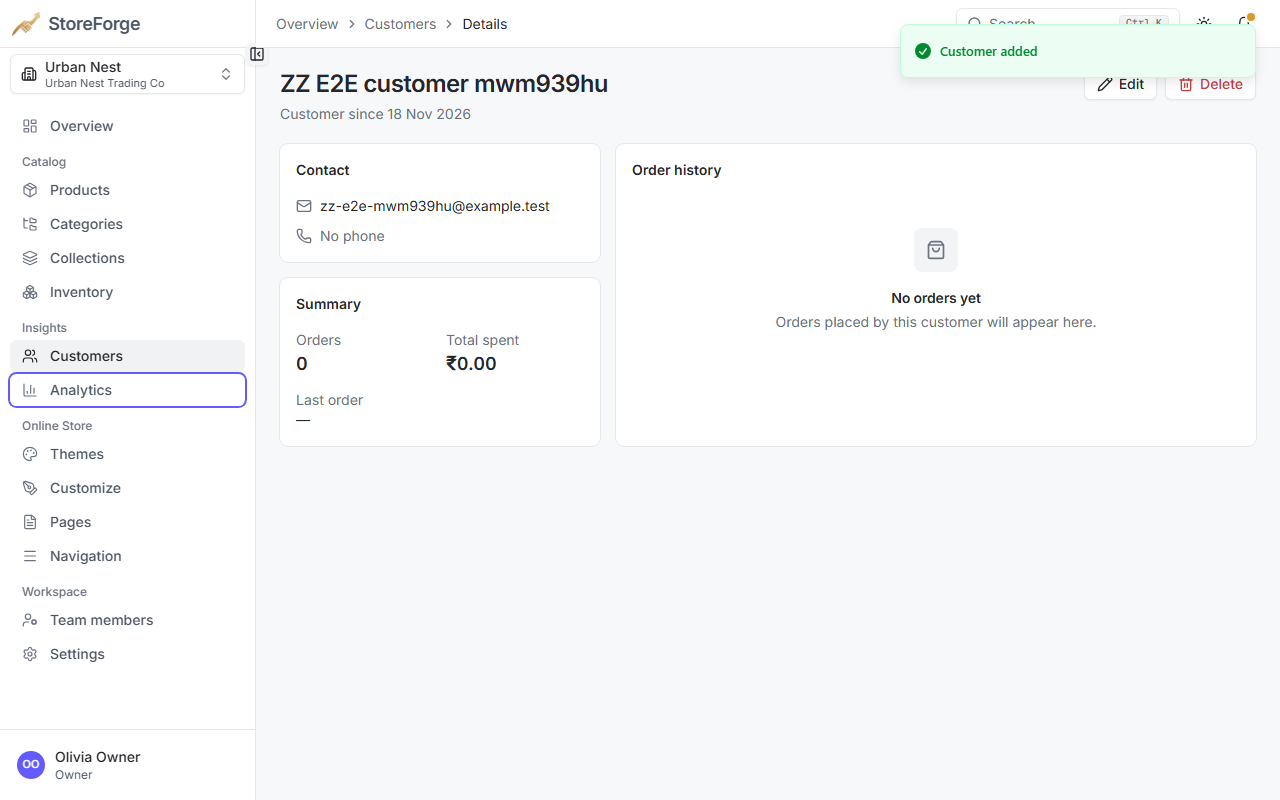 StoreForge
Overview > Customers > Details
Search
Ctrl K
Customer added
Urban Nest
Urban Nest Trading Co
Overview
Catalog
Products
Categories
Collections
Inventory
Insights
Customers
Analytics
Online Store
Themes
Customize
Pages
Navigation
Workspace
Team members
Settings
OO
Olivia Owner
Owner
ZZ E2E customer mwm939hu
Customer since 18 Nov 2026
Edit
Delete
Contact
zz-e2e-mwm939hu@example.test
No phone
Summary
Orders
Total spent
0
₹0.00
Last order
—
Order history
No orders yet
Orders placed by this customer will appear here.